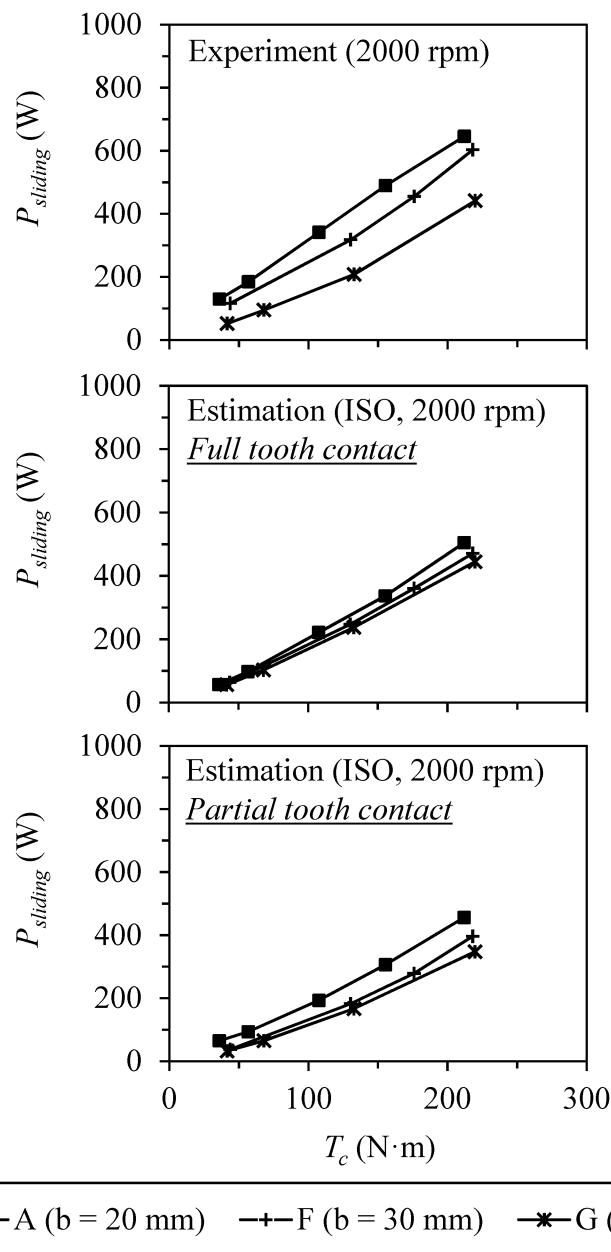 1000
Experiment (2000 rpm)
800
600
400
200
0
P_sliding (W)
1000
Estimation (ISO, 2000 rpm)
Full tooth contact
800
600
400
200
0
P_sliding (W)
1000
Estimation (ISO, 2000 rpm)
Partial tooth contact
800
600
400
200
0
P_sliding (W)
0 100 200 300
T_c (N·m)
A (b = 20 mm) F (b = 30 mm) G (